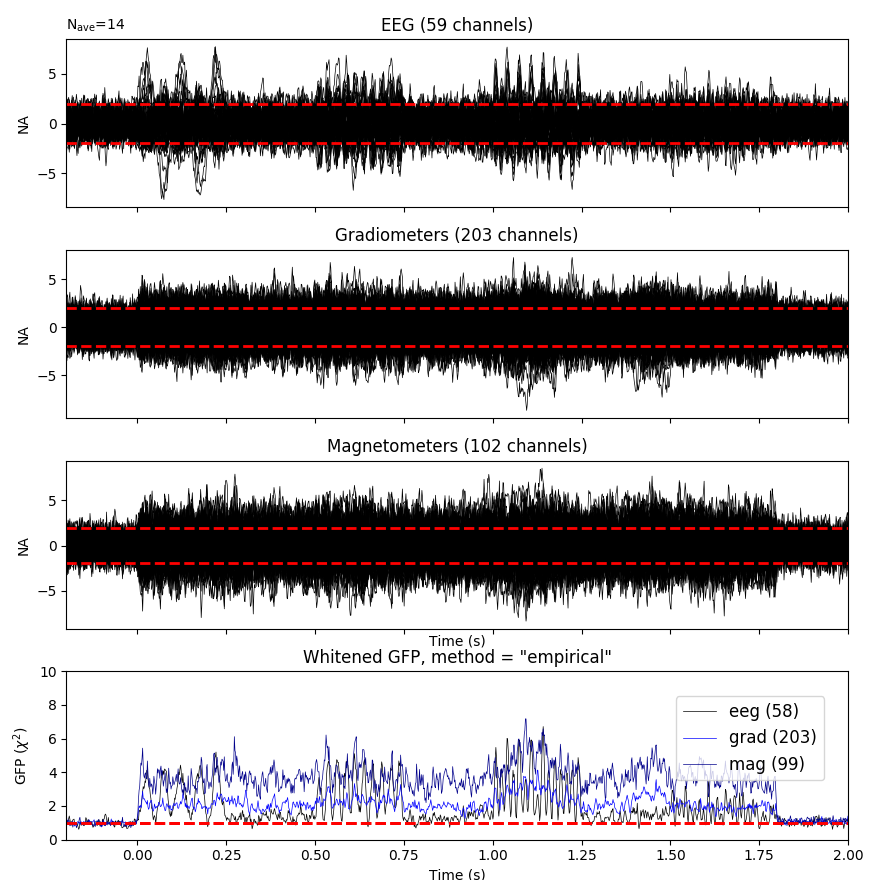 N_ave=14
EEG (59 channels)
5
0
−5
NA
Gradiometers (203 channels)
5
0
−5
NA
Magnetometers (102 channels)
5
0
−5
NA
Time (s)
Whitened GFP, method = "empirical"
10
8
6
4
2
0
GFP (χ²)
eeg (58)
grad (203)
mag (99)
0.00 0.25 0.50 0.75 1.00 1.25 1.50 1.75 2.00
Time (s)